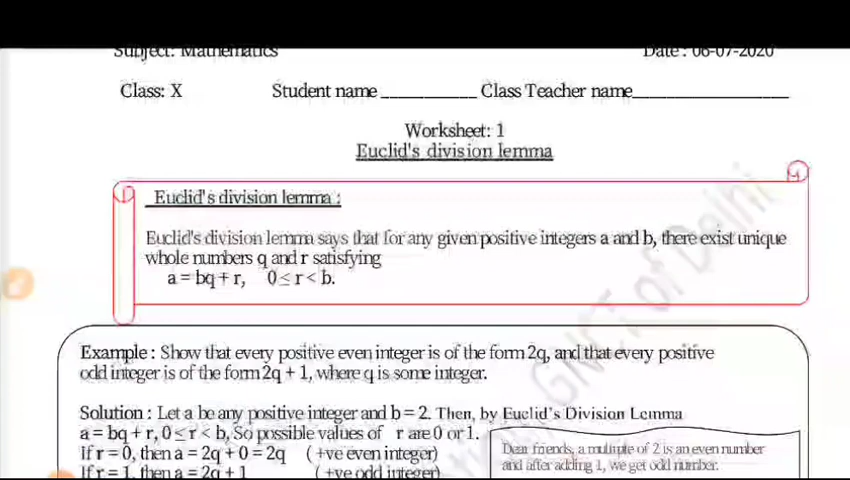 Subject: Mathematics Date : 06-07-2020
Class: X Student name __________ Class Teacher name________________
Worksheet: 1
Euclid's division lemma
Euclid's division lemma :
Euclid's division lemma says that for any given positive integers a and b, there exist unique
whole numbers q and r satisfying
a = bq + r, 0 ≤ r < b.
Example : Show that every positive even integer is of the form 2q, and that every positive
odd integer is of the form 2q + 1, where q is some integer.
Solution : Let a be any positive integer and b = 2. Then, by Euclid's Division Lemma
a = bq + r, 0 ≤ r < b, So possible values of r are 0 or 1.
If r = 0, then a = 2q + 0 = 2q ( +ve even integer)
If r = 1, then a = 2q + 1 ( +ve odd integer)
Dear friends, a multiple of 2 is an even number
and after adding 1, we get odd number.
GNCT of Delhi